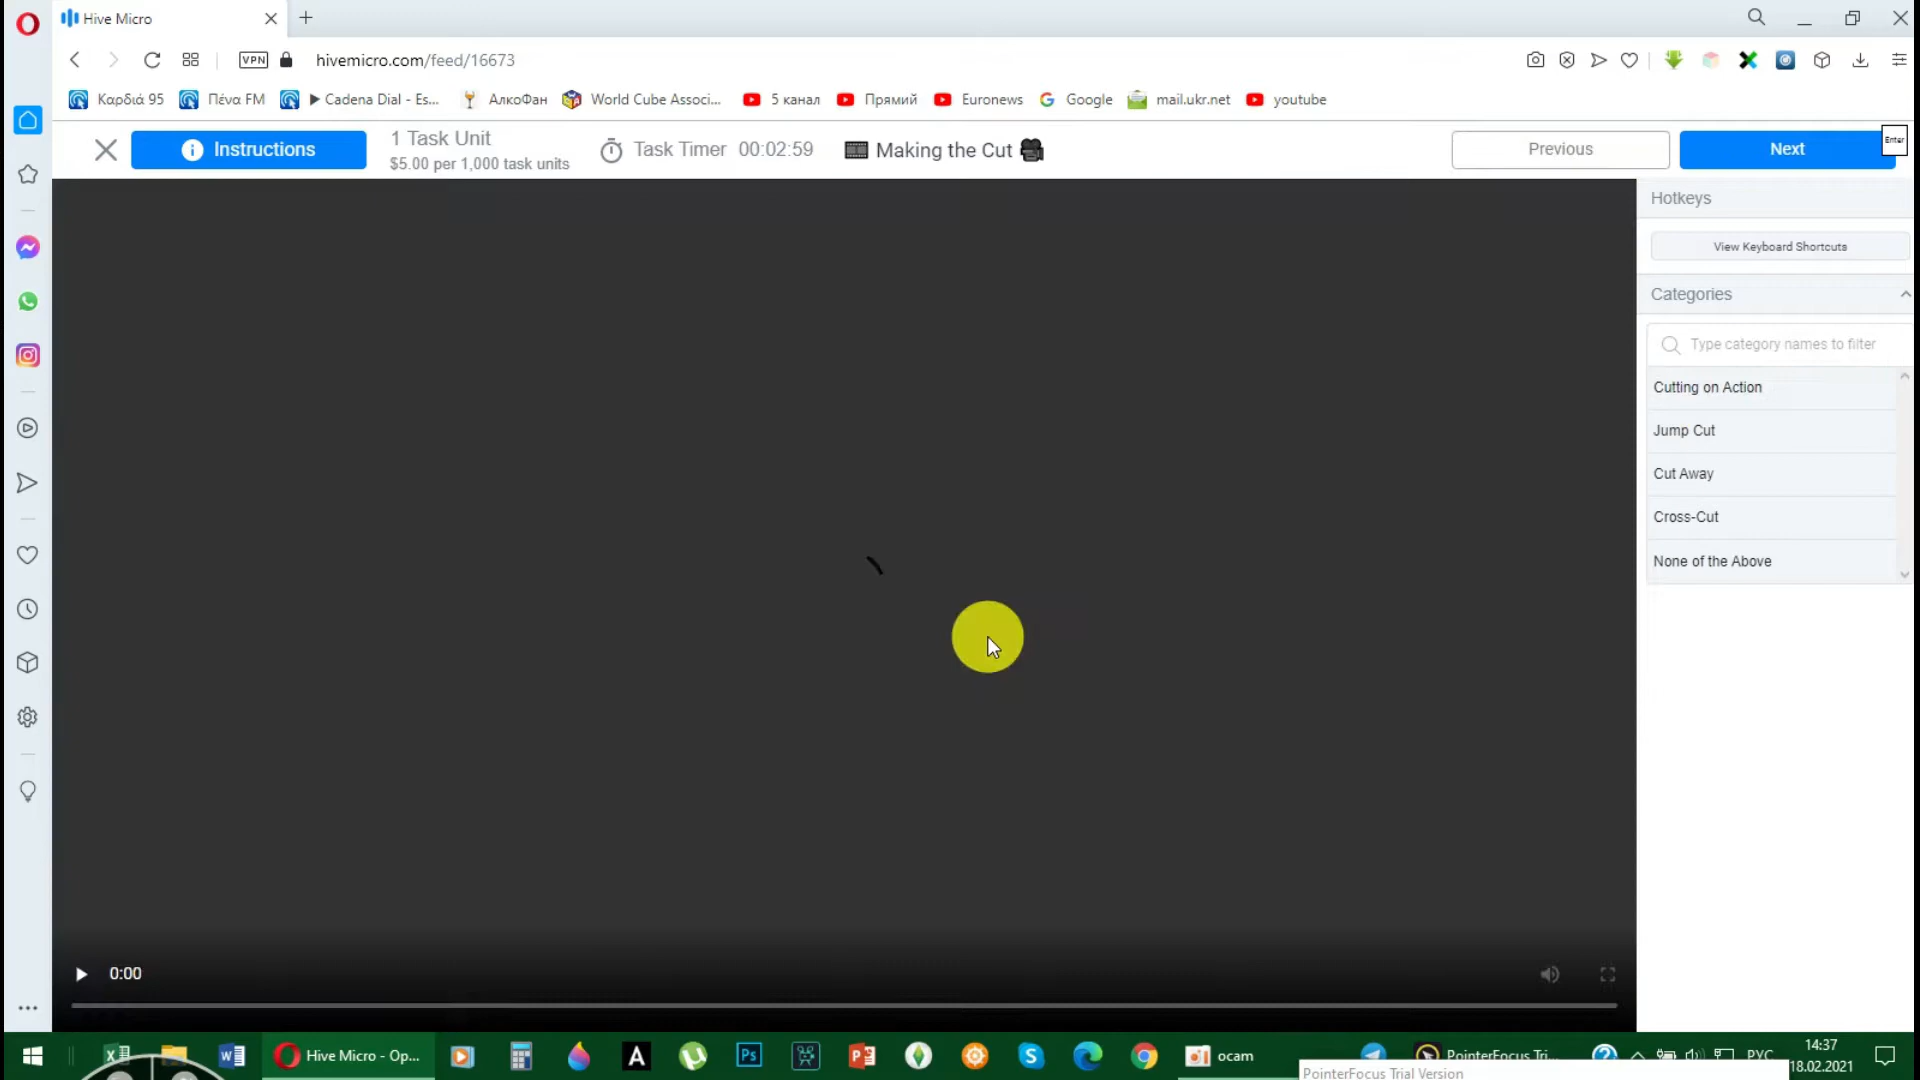 Hive Micro
VPN
hivemicro.com/feed/16673
Καρδιά 95
Πένα FM
▶ Cadena Dial - Es...
АлкоФан
World Cube Associ...
5 канал
Прямий
Euronews
Google
mail.ukr.net
youtube
Instructions
1 Task Unit
$5.00 per 1,000 task units
Task Timer 00:02:59
Making the Cut
Previous
Next
Enter
Hotkeys
View Keyboard Shortcuts
Categories
Type category names to filter
Cutting on Action
Jump Cut
Cut Away
Cross-Cut
None of the Above
0:00
Hive Micro - Op...
A
Ps
ocam
PointerFocus Tri...
РУС
14:37
18.02.2021
PointerFocus Trial Version